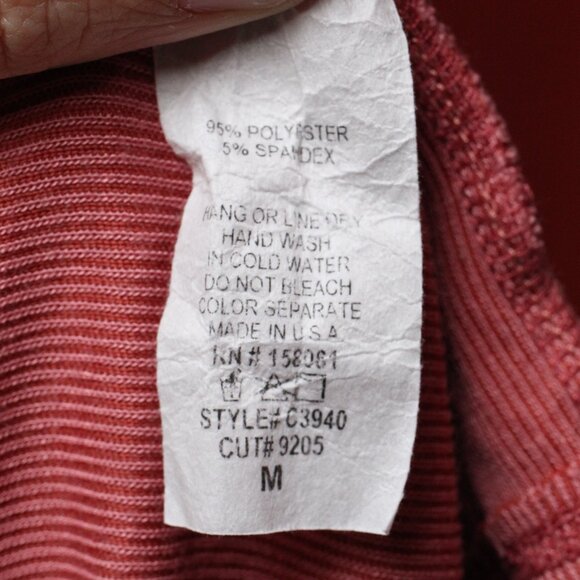 95% POLYESTER
5% SPANDEX
HANG OR LINE DRY
HAND WASH
IN COLD WATER
DO NOT BLEACH
COLOR SEPARATE
MADE IN U.S.A.
RN# 158061
STYLE# C3940
CUT# 9205
M